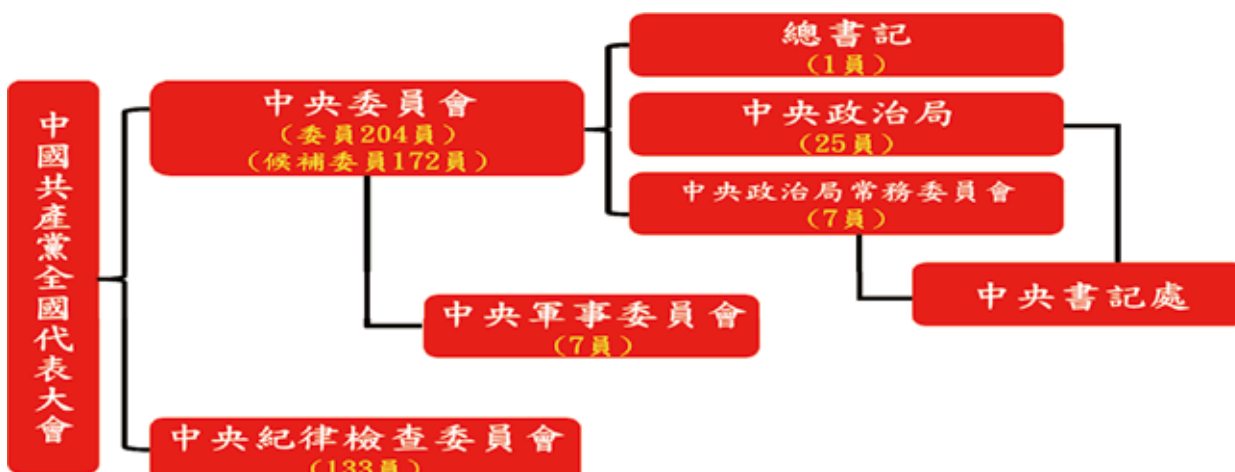 中國共產黨全國代表大會
中央委員會
（委員204員）
（候補委員172員）
總書記
（1員）
中央政治局
（25員）
中央政治局常務委員會
（7員）
中央書記處
中央軍事委員會
（7員）
中央紀律檢查委員會
（133員）